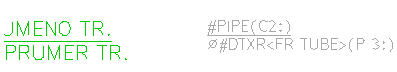 JMENO TR.
PRUMER TR.
#PIPE(C2:)
ø#DTXR<FR TUBE>(P 3:)